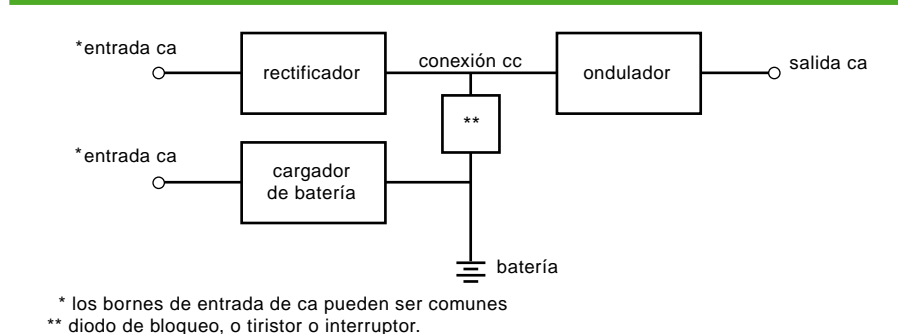 *entrada ca
rectificador
conexión cc
ondulador
salida ca
**
*entrada ca
cargador
de batería
batería
* los bornes de entrada de ca pueden ser comunes
** diodo de bloqueo, o tiristor o interruptor.